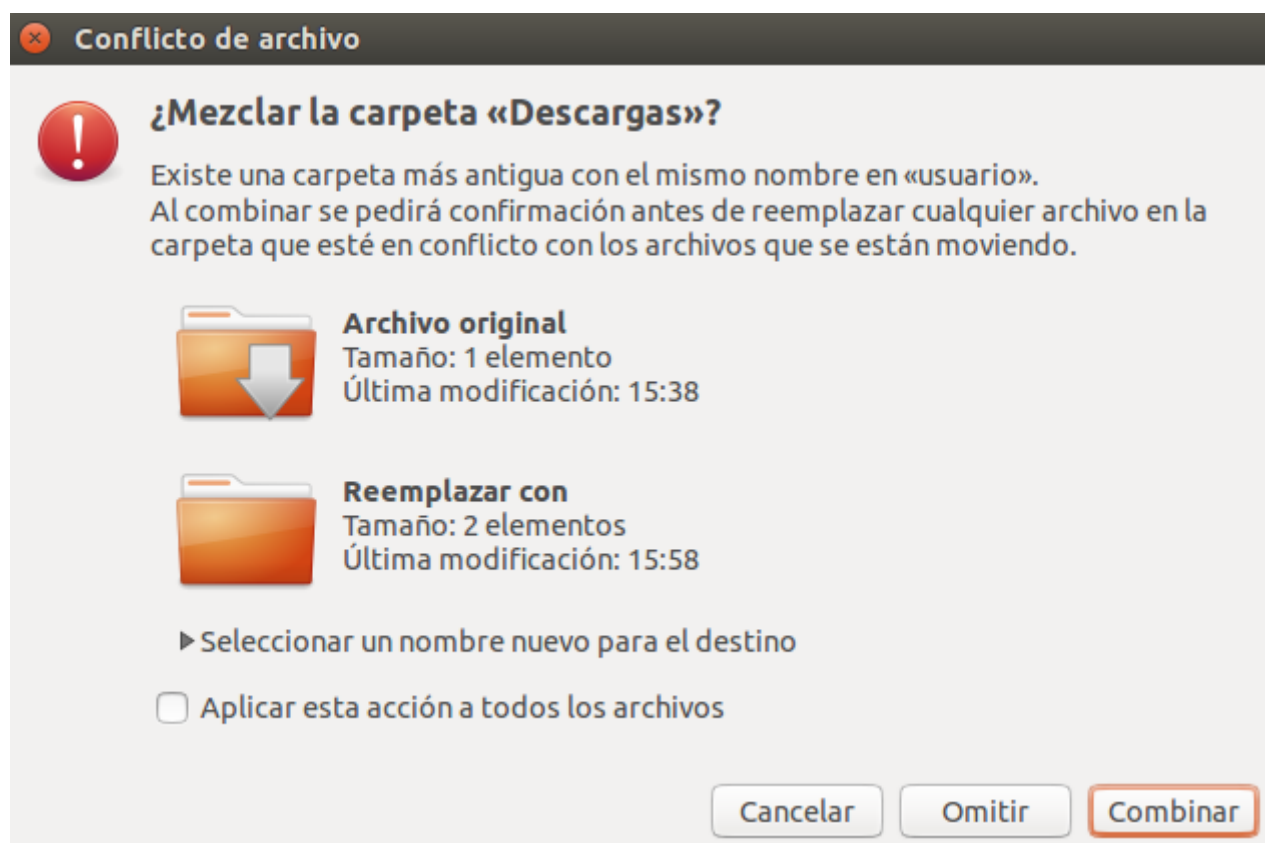 Conflicto de archivo
¿Mezclar la carpeta «Descargas»?
Existe una carpeta más antigua con el mismo nombre en «usuario».
Al combinar se pedirá confirmación antes de reemplazar cualquier archivo en la
carpeta que esté en conflicto con los archivos que se están moviendo.
Archivo original
Tamaño: 1 elemento
Última modificación: 15:38
Reemplazar con
Tamaño: 2 elementos
Última modificación: 15:58
Seleccionar un nombre nuevo para el destino
Aplicar esta acción a todos los archivos
Cancelar Omitir Combinar